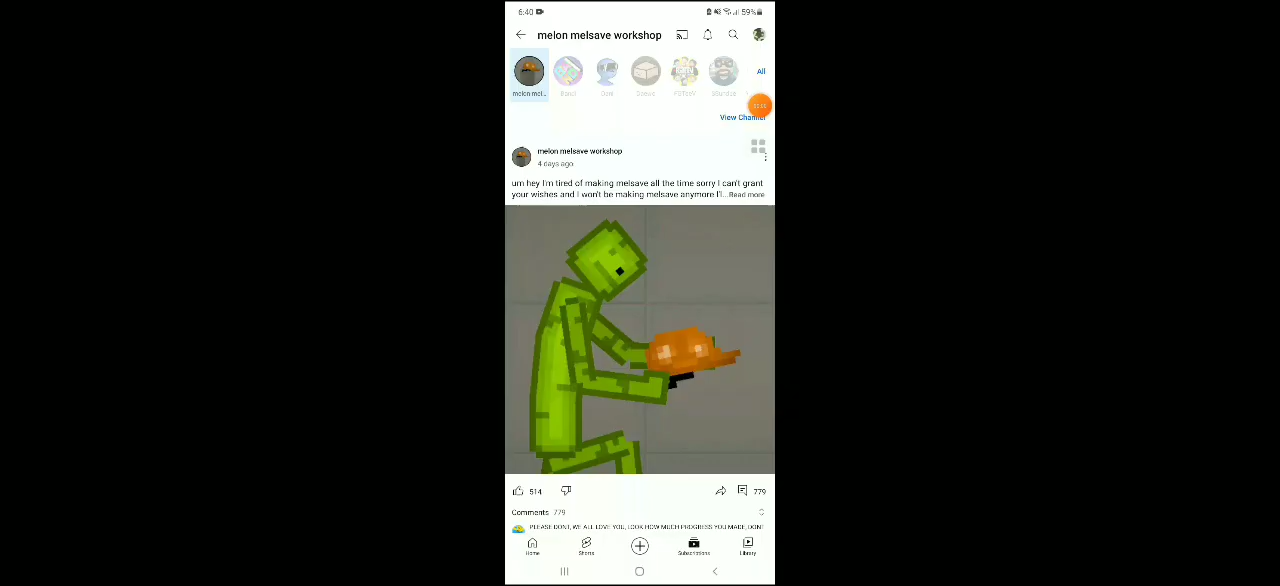 6:40 59%
melon melsave workshop
All
melon mel...
View Channel
melon melsave workshop
4 days ago
um hey I'm tired of making melsave all the time sorry I can't grant
your wishes and I won't be making melsave anymore I'l...Read more
514 779
Comments 779
PLEASE DONT, WE ALL LOVE YOU, LOOK HOW MUCH PROGRESS YOU MADE, DONT
Home Shorts Subscriptions Library